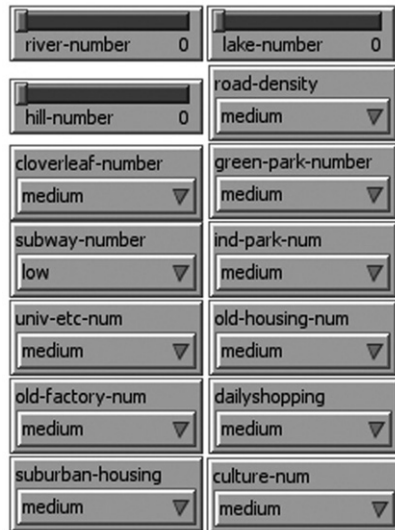 river-number 0
lake-number 0
hill-number 0
road-density
medium
cloverleaf-number
medium
green-park-number
medium
subway-number
low
ind-park-num
medium
univ-etc-num
medium
old-housing-num
medium
old-factory-num
medium
dailyshopping
medium
suburban-housing
medium
culture-num
medium